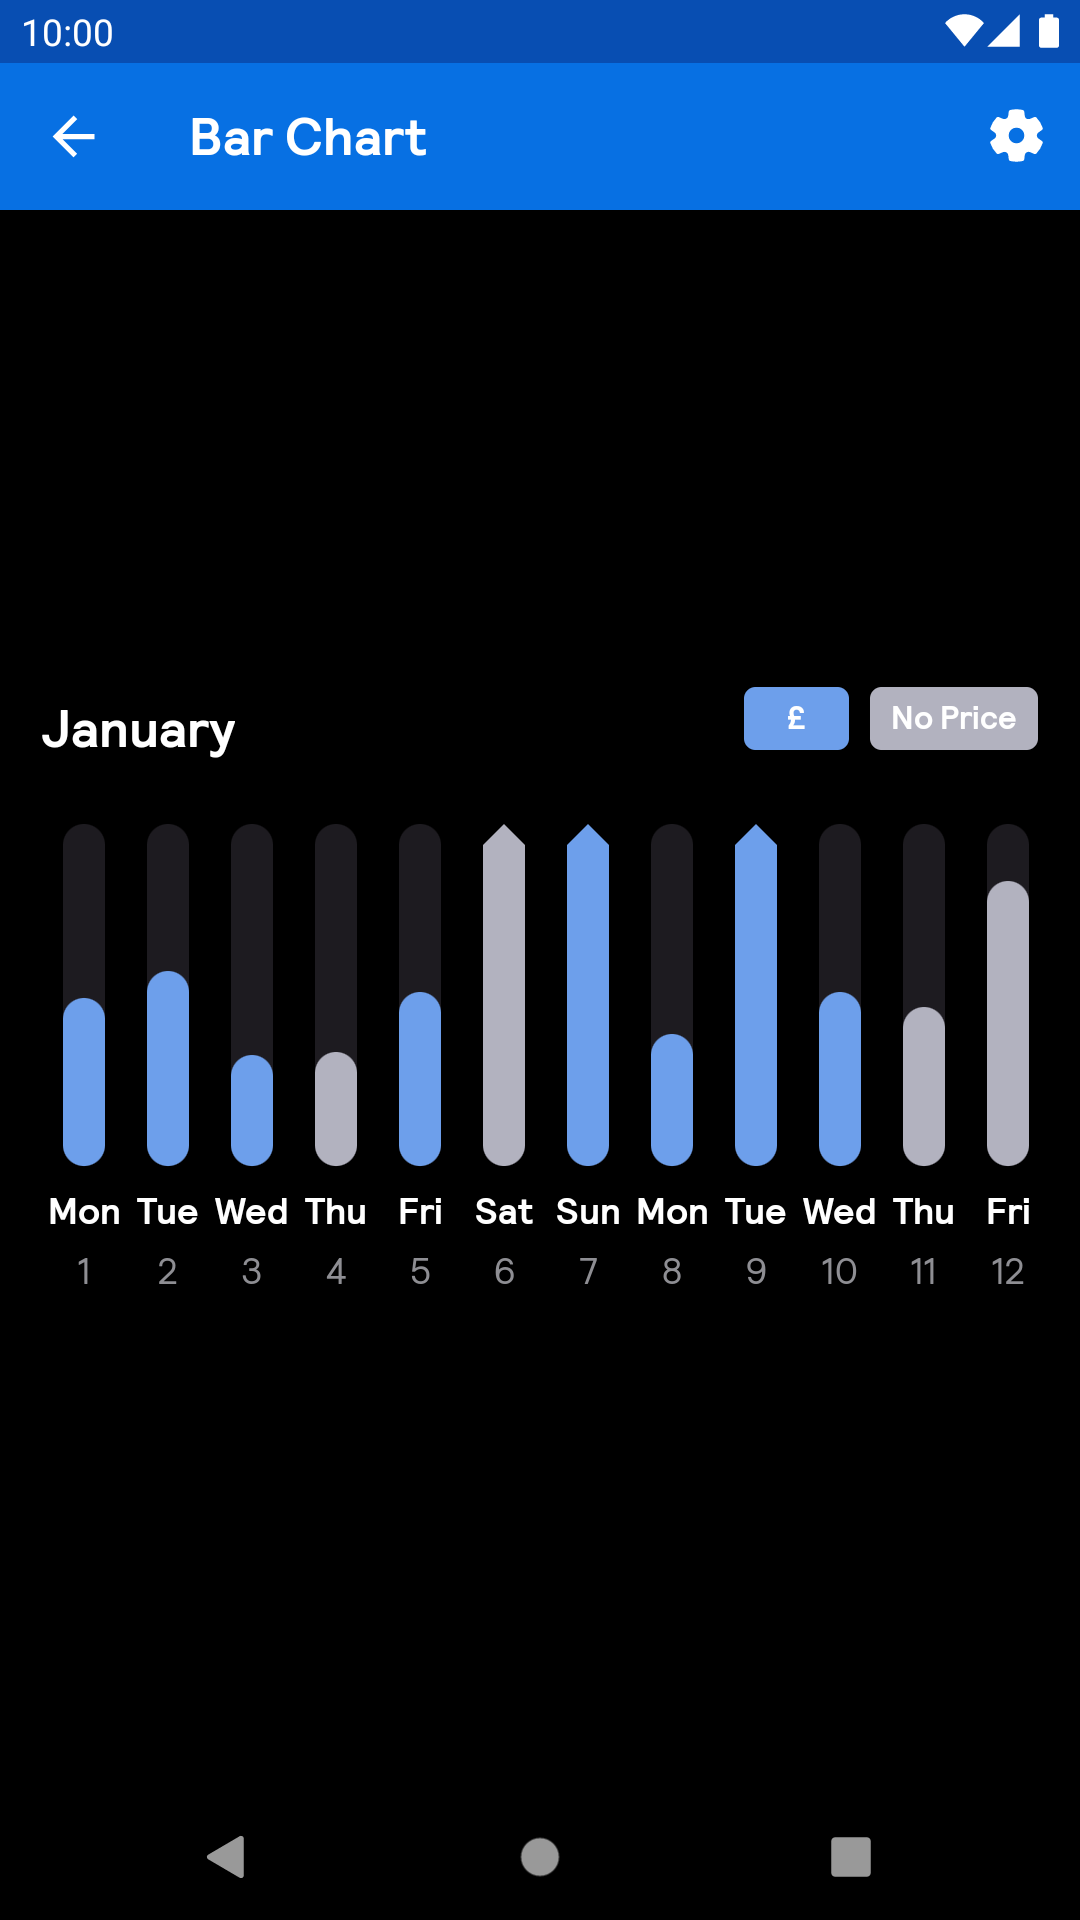 10:00
Bar Chart
January
£ No Price
Mon Tue Wed Thu Fri Sat Sun Mon Tue Wed Thu Fri
1 2 3 4 5 6 7 8 9 10 11 12